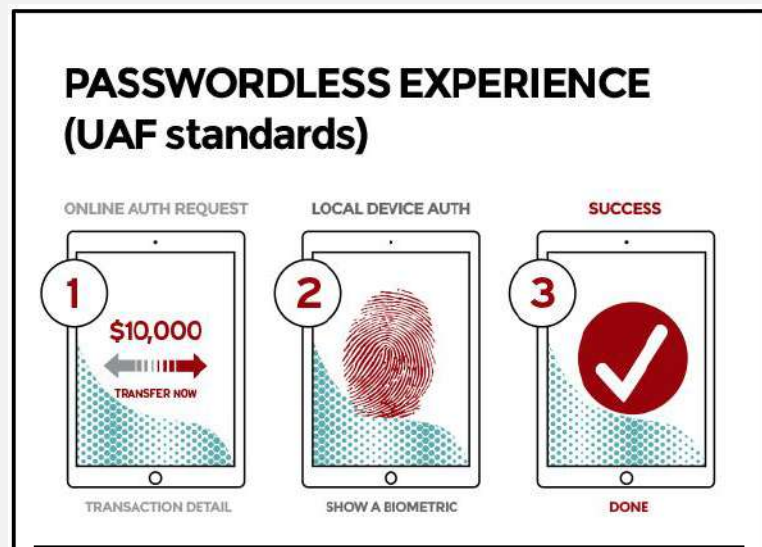 PASSWORDLESS EXPERIENCE
(UAF standards)
ONLINE AUTH REQUEST
LOCAL DEVICE AUTH
SUCCESS
1
2
3
$10,000
TRANSFER NOW
TRANSACTION DETAIL
SHOW A BIOMETRIC
DONE